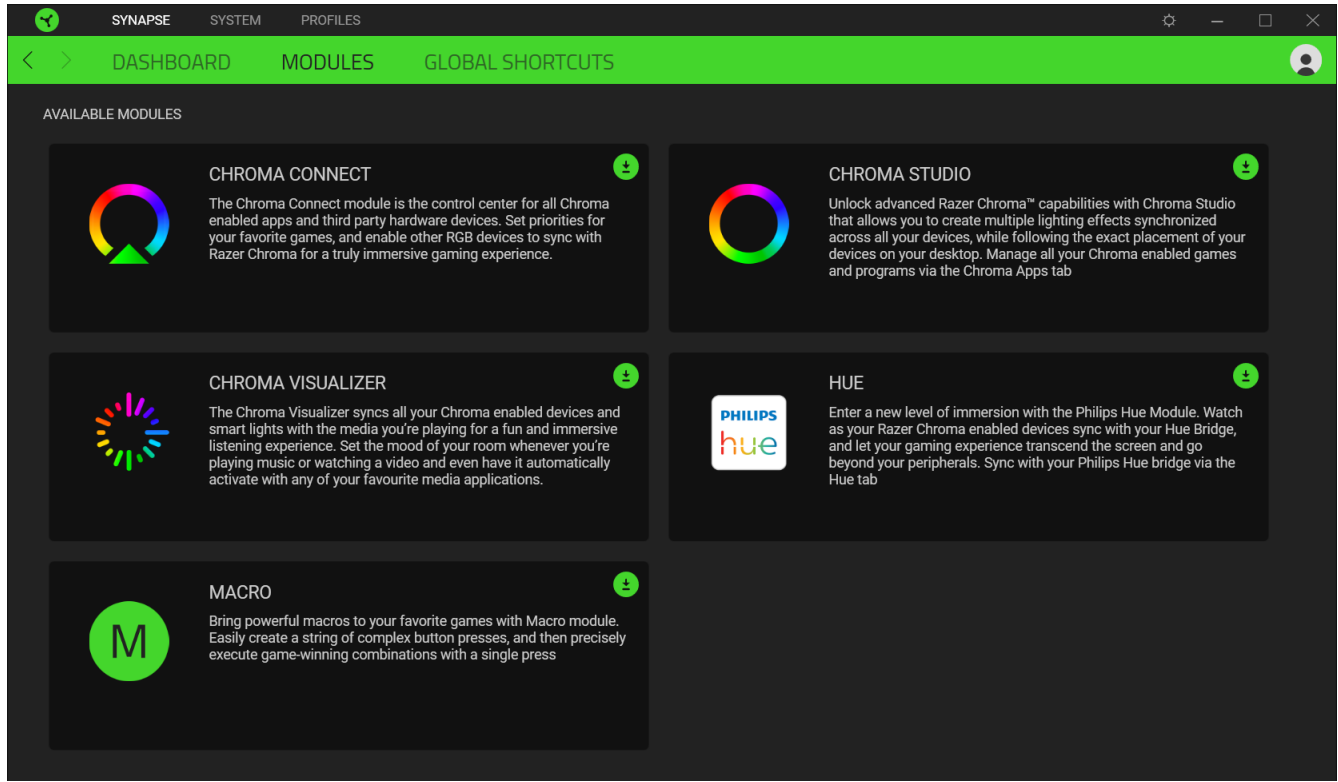 SYNAPSE SYSTEM PROFILES
DASHBOARD MODULES GLOBAL SHORTCUTS
AVAILABLE MODULES
CHROMA CONNECT
The Chroma Connect module is the control center for all Chroma
enabled apps and third party hardware devices. Set priorities for
your favorite games, and enable other RGB devices to sync with
Razer Chroma for a truly immersive gaming experience.
CHROMA STUDIO
Unlock advanced Razer Chroma™ capabilities with Chroma Studio
that allows you to create multiple lighting effects synchronized
across all your devices, while following the exact placement of your
devices on your desktop. Manage all your Chroma enabled games
and programs via the Chroma Apps tab
CHROMA VISUALIZER
The Chroma Visualizer syncs all your Chroma enabled devices and
smart lights with the media you're playing for a fun and immersive
listening experience. Set the mood of your room whenever you're
playing music or watching a video and even have it automatically
activate with any of your favourite media applications.
PHILIPS
hue
HUE
Enter a new level of immersion with the Philips Hue Module. Watch
as your Razer Chroma enabled devices sync with your Hue Bridge,
and let your gaming experience transcend the screen and go
beyond your peripherals. Sync with your Philips Hue bridge via the
Hue tab
M
MACRO
Bring powerful macros to your favorite games with Macro module.
Easily create a string of complex button presses, and then precisely
execute game-winning combinations with a single press